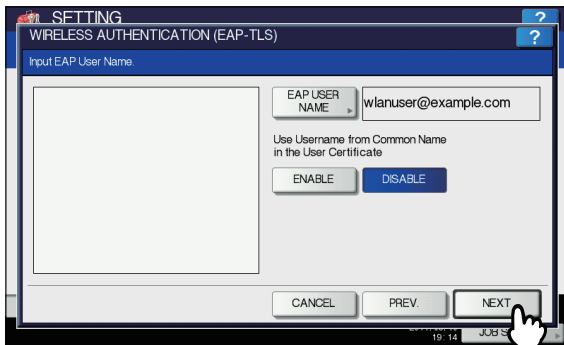 SETTING
?
WIRELESS AUTHENTICATION (EAP-TLS)
?
Input EAP User Name.
EAP USER
NAME
wlanuser@example.com
Use Username from Common Name
in the User Certificate
ENABLE
DISABLE
CANCEL
PREV.
NEXT
19: 14
JOB S